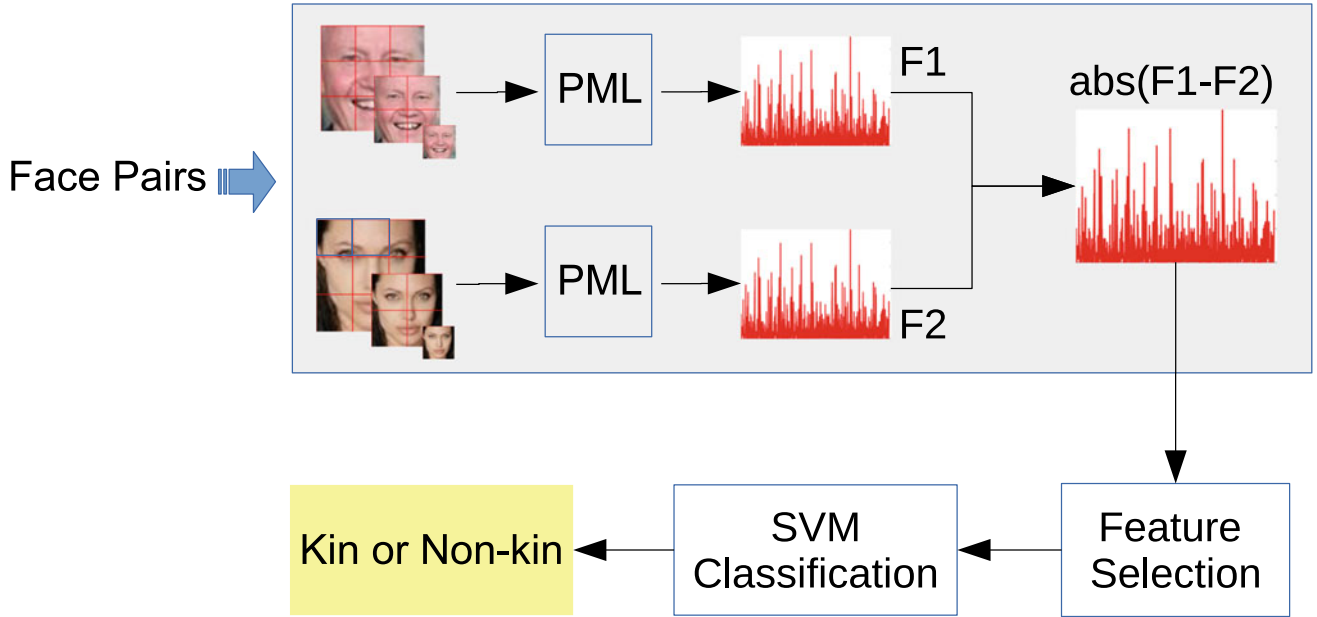 Face Pairs
PML
F1
abs(F1-F2)
PML
F2
Kin or Non-kin
SVM
Classification
Feature
Selection